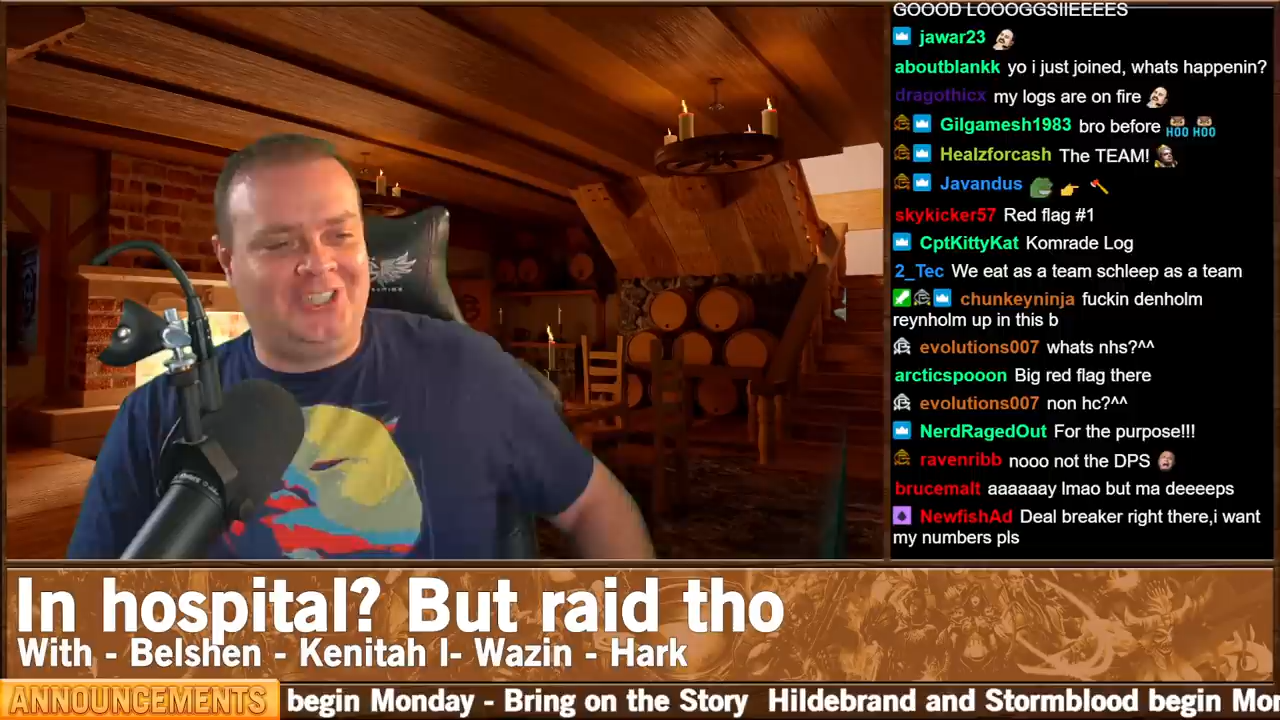 GOOOD LOOOGGSIIEEEES
jawar23
aboutblankk yo i just joined, whats happenin?
dragothicx my logs are on fire
Gilgamesh1983 bro before HOO HOO
Healzforcash The TEAM!
Javandus
skykicker57 Red flag #1
CptKittyKat Komrade Log
2_Tec We eat as a team schleep as a team
chunkeyninja fuckin denholm
reynholm up in this b
evolutions007 whats nhs?^^
arcticspooon Big red flag there
evolutions007 non hc?^^
NerdRagedOut For the purpose!!!
ravenribb nooo not the DPS
brucemalt aaaaaay lmao but ma deeeeps
NewfishAd Deal breaker right there,i want
my numbers pls
In hospital? But raid tho
With - Belshen - Kenitah I- Wazin - Hark
ANNOUNCEMENTS begin Monday - Bring on the Story Hildebrand and Stormblood begin Mo